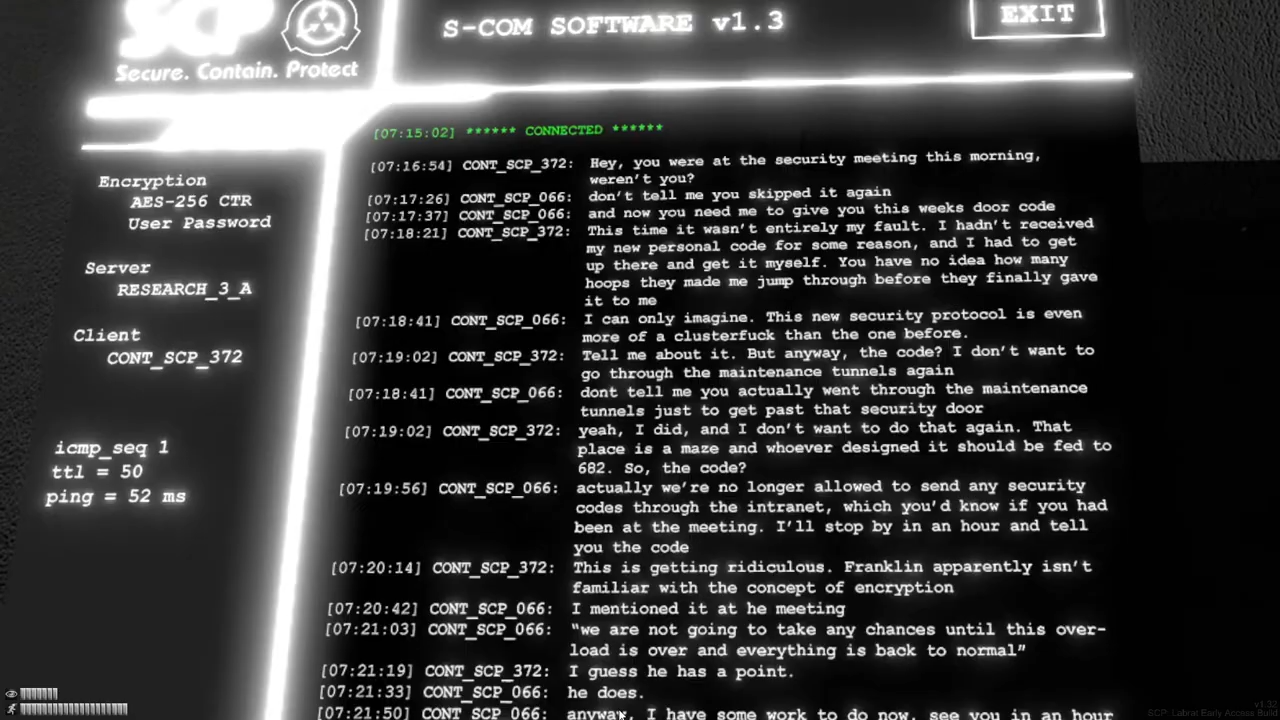 SCP
Secure. Contain. Protect
S-COM SOFTWARE v1.3
EXIT
Encryption
AES-256 CTR
User Password
Server
RESEARCH_3_A
Client
CONT_SCP_372
icmp_seq 1
ttl = 50
ping = 52 ms
[07:15:02] ****** CONNECTED ******
[07:16:54] CONT_SCP_372: Hey, you were at the security meeting this morning,
weren't you?
[07:17:26] CONT_SCP_066: don't tell me you skipped it again
[07:17:37] CONT_SCP_066: and now you need me to give you this weeks door code
[07:18:21] CONT_SCP_372: This time it wasn't entirely my fault. I hadn't received
my new personal code for some reason, and I had to get
up there and get it myself. You have no idea how many
hoops they made me jump through before they finally gave
it to me
[07:18:41] CONT_SCP_066: I can only imagine. This new security protocol is even
more of a clusterfuck than the one before.
[07:19:02] CONT_SCP_372: Tell me about it. But anyway, the code? I don't want to
go through the maintenance tunnels again
[07:18:41] CONT_SCP_066: dont tell me you actually went through the maintenance
tunnels just to get past that security door
[07:19:02] CONT_SCP_372: yeah, I did, and I don't want to do that again. That
place is a maze and whoever designed it should be fed to
682. So, the code?
[07:19:56] CONT_SCP_066: actually we're no longer allowed to send any security
codes through the intranet, which you'd know if you had
been at the meeting. I'll stop by in an hour and tell
you the code
[07:20:14] CONT_SCP_372: This is getting ridiculous. Franklin apparently isn't
familiar with the concept of encryption
[07:20:42] CONT_SCP_066: I mentioned it at he meeting
[07:21:03] CONT_SCP_066: "we are not going to take any chances until this over-
load is over and everything is back to normal"
[07:21:19] CONT_SCP_372: I guess he has a point.
[07:21:33] CONT_SCP_066: he does.
[07:21:50] CONT_SCP_066: anyway, I have some work to do now, see you in an hour
SCP: Labrat Early Access Build